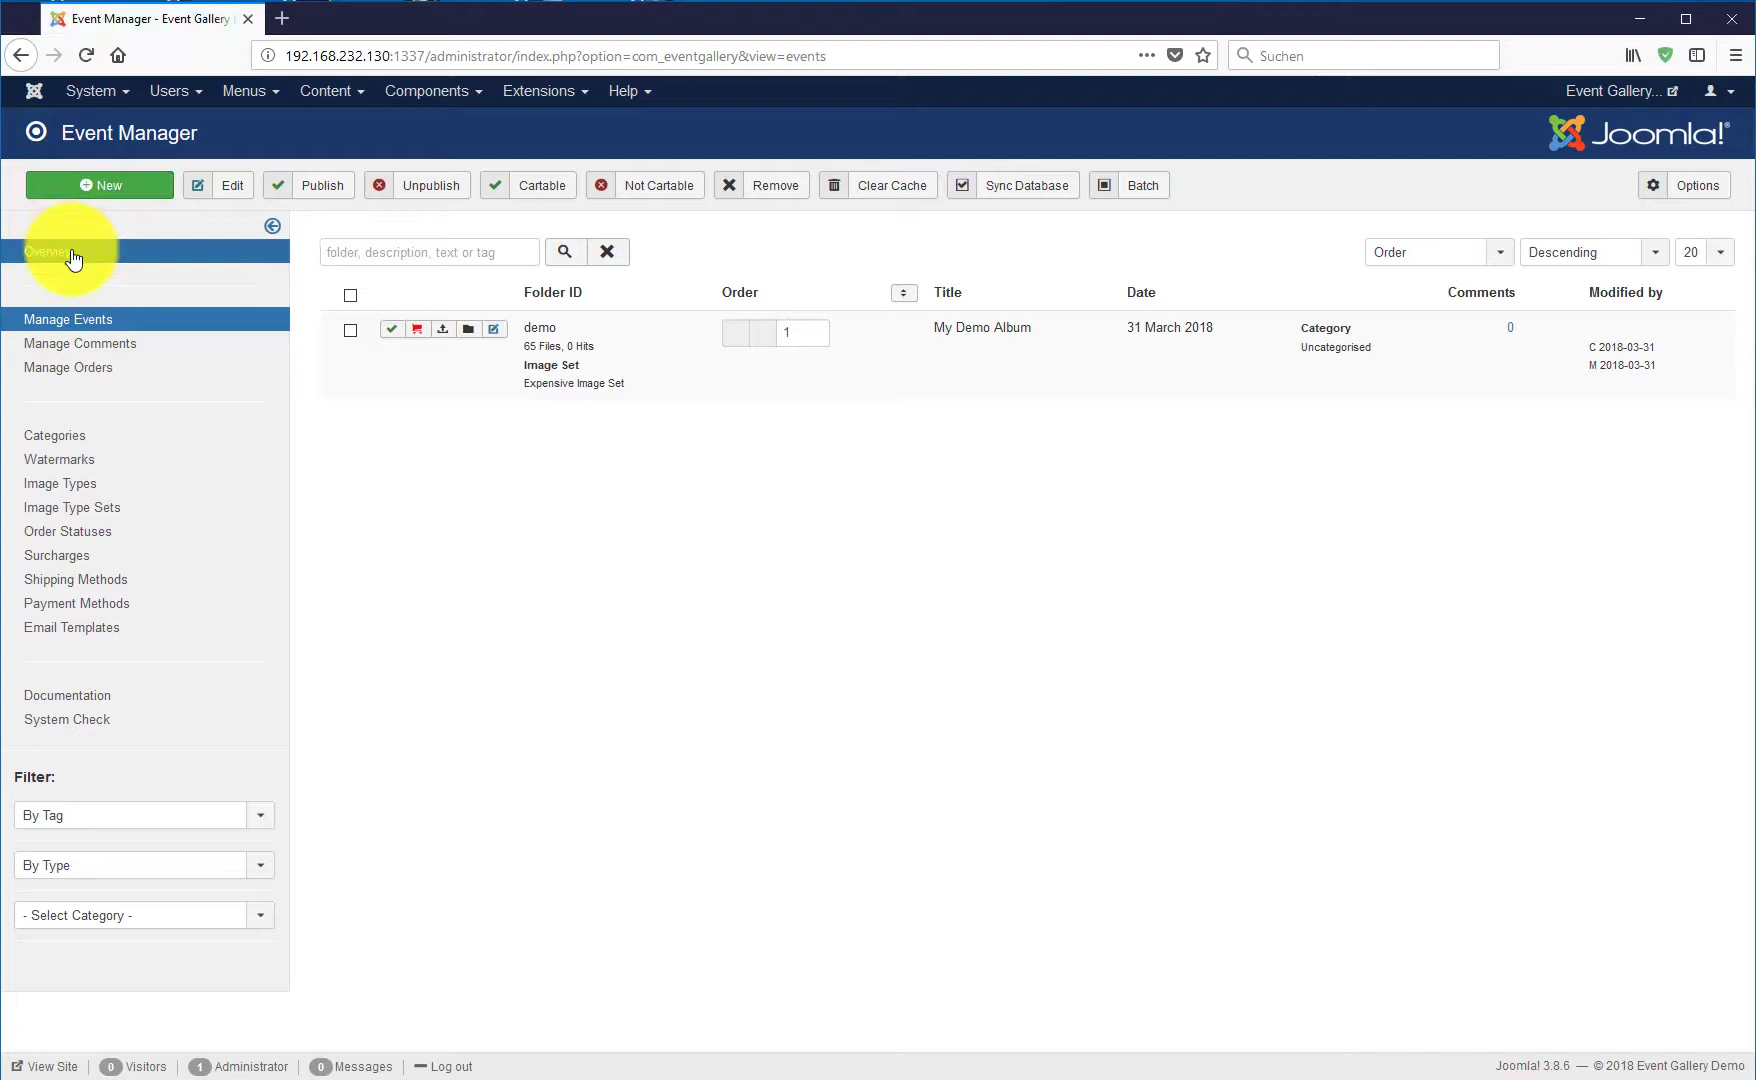 Event Manager - Event Gallery
192.168.232.130:1337/administrator/index.php?option=com_eventgallery&view=events
Suchen
System Users Menus Content Components Extensions Help Event Gallery...
Event Manager Joomla!®
New Edit Publish Unpublish Cartable Not Cartable Remove Clear Cache Sync Database Batch Options
Overview
folder, description, text or tag Order Descending 20
Folder ID Order Title Date Comments Modified by
Manage Events
Manage Comments
Manage Orders
demo 1 My Demo Album 31 March 2018 Category 0
65 Files, 0 Hits Uncategorised C 2018-03-31
Image Set M 2018-03-31
Expensive Image Set
Categories
Watermarks
Image Types
Image Type Sets
Order Statuses
Surcharges
Shipping Methods
Payment Methods
Email Templates
Documentation
System Check
Filter:
By Tag
By Type
- Select Category -
View Site 0 Visitors 1 Administrator 0 Messages Log out Joomla! 3.8.6 — © 2018 Event Gallery Demo